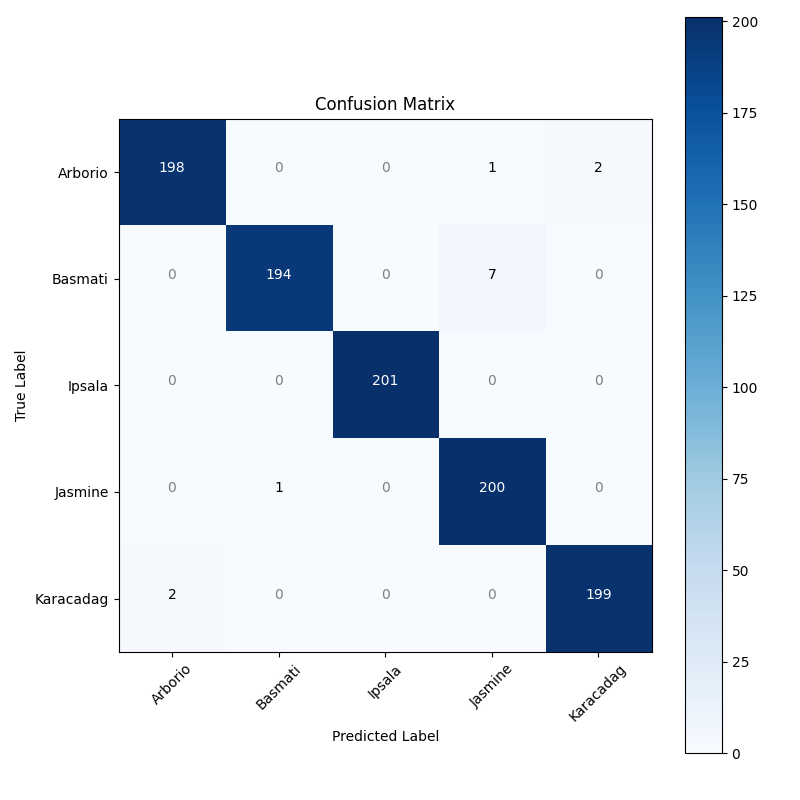 Confusion Matrix
True Label
Arborio 198 0 0 1 2
Basmati 0 194 0 7 0
Ipsala 0 0 201 0 0
Jasmine 0 1 0 200 0
Karacadag 2 0 0 0 199
Arborio Basmati Ipsala Jasmine Karacadag
Predicted Label
200
175
150
125
100
75
50
25
0